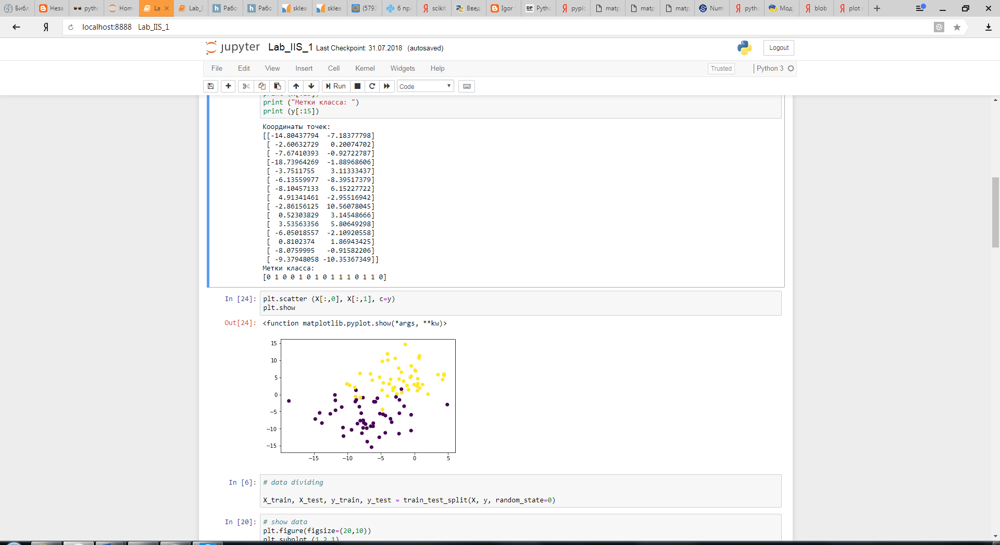 Библ
Неза
pytho
Hom
La
Lab_I
Рабо
Рабо
sklea
sklea
(579)
6 пр
scikit
Введ
Igor
Pytho
pyplo
matp
matp
matp
Num
pytho
Мод
blob
plot
localhost:8888 Lab_IIS_1
jupyter Lab_IIS_1 Last Checkpoint: 31.07.2018 (autosaved)
Logout
File Edit View Insert Cell Kernel Widgets Help
Trusted
Python 3
Run
Code
print ("Метки класса: ")
print (y[:15])
Координаты точек:
[[-14.80437794 -7.18377798]
[ -2.60632729 0.20074702]
[ -7.67410393 -0.92722787]
[-18.73964269 -1.88968606]
[ -3.7511755 3.11333437]
[ -6.13559977 -8.39517379]
[ -8.10457133 6.15227722]
[ 4.91341461 -2.95516942]
[ -2.86156125 10.56078045]
[ 0.52303829 3.14548666]
[ 3.53563356 5.80649298]
[ -6.05018557 -2.10920558]
[ 0.8102374 1.86943425]
[ -8.0759995 -0.91582206]
[ -9.37948058 -10.35367349]]
Метки класса:
[0 1 0 0 1 0 1 0 1 1 1 0 1 1 0]
In [24]: plt.scatter (X[:,0], X[:,1], c=y)
plt.show
Out[24]: <function matplotlib.pyplot.show(*args, **kw)>
15
10
5
0
−5
−10
−15
−15 −10 −5 0 5
In [6]: # data dividing
X_train, X_test, y_train, y_test = train_test_split(X, y, random_state=0)
In [20]: # show data
plt.figure(figsize=(20,10))
plt.subplot (1,2,1)